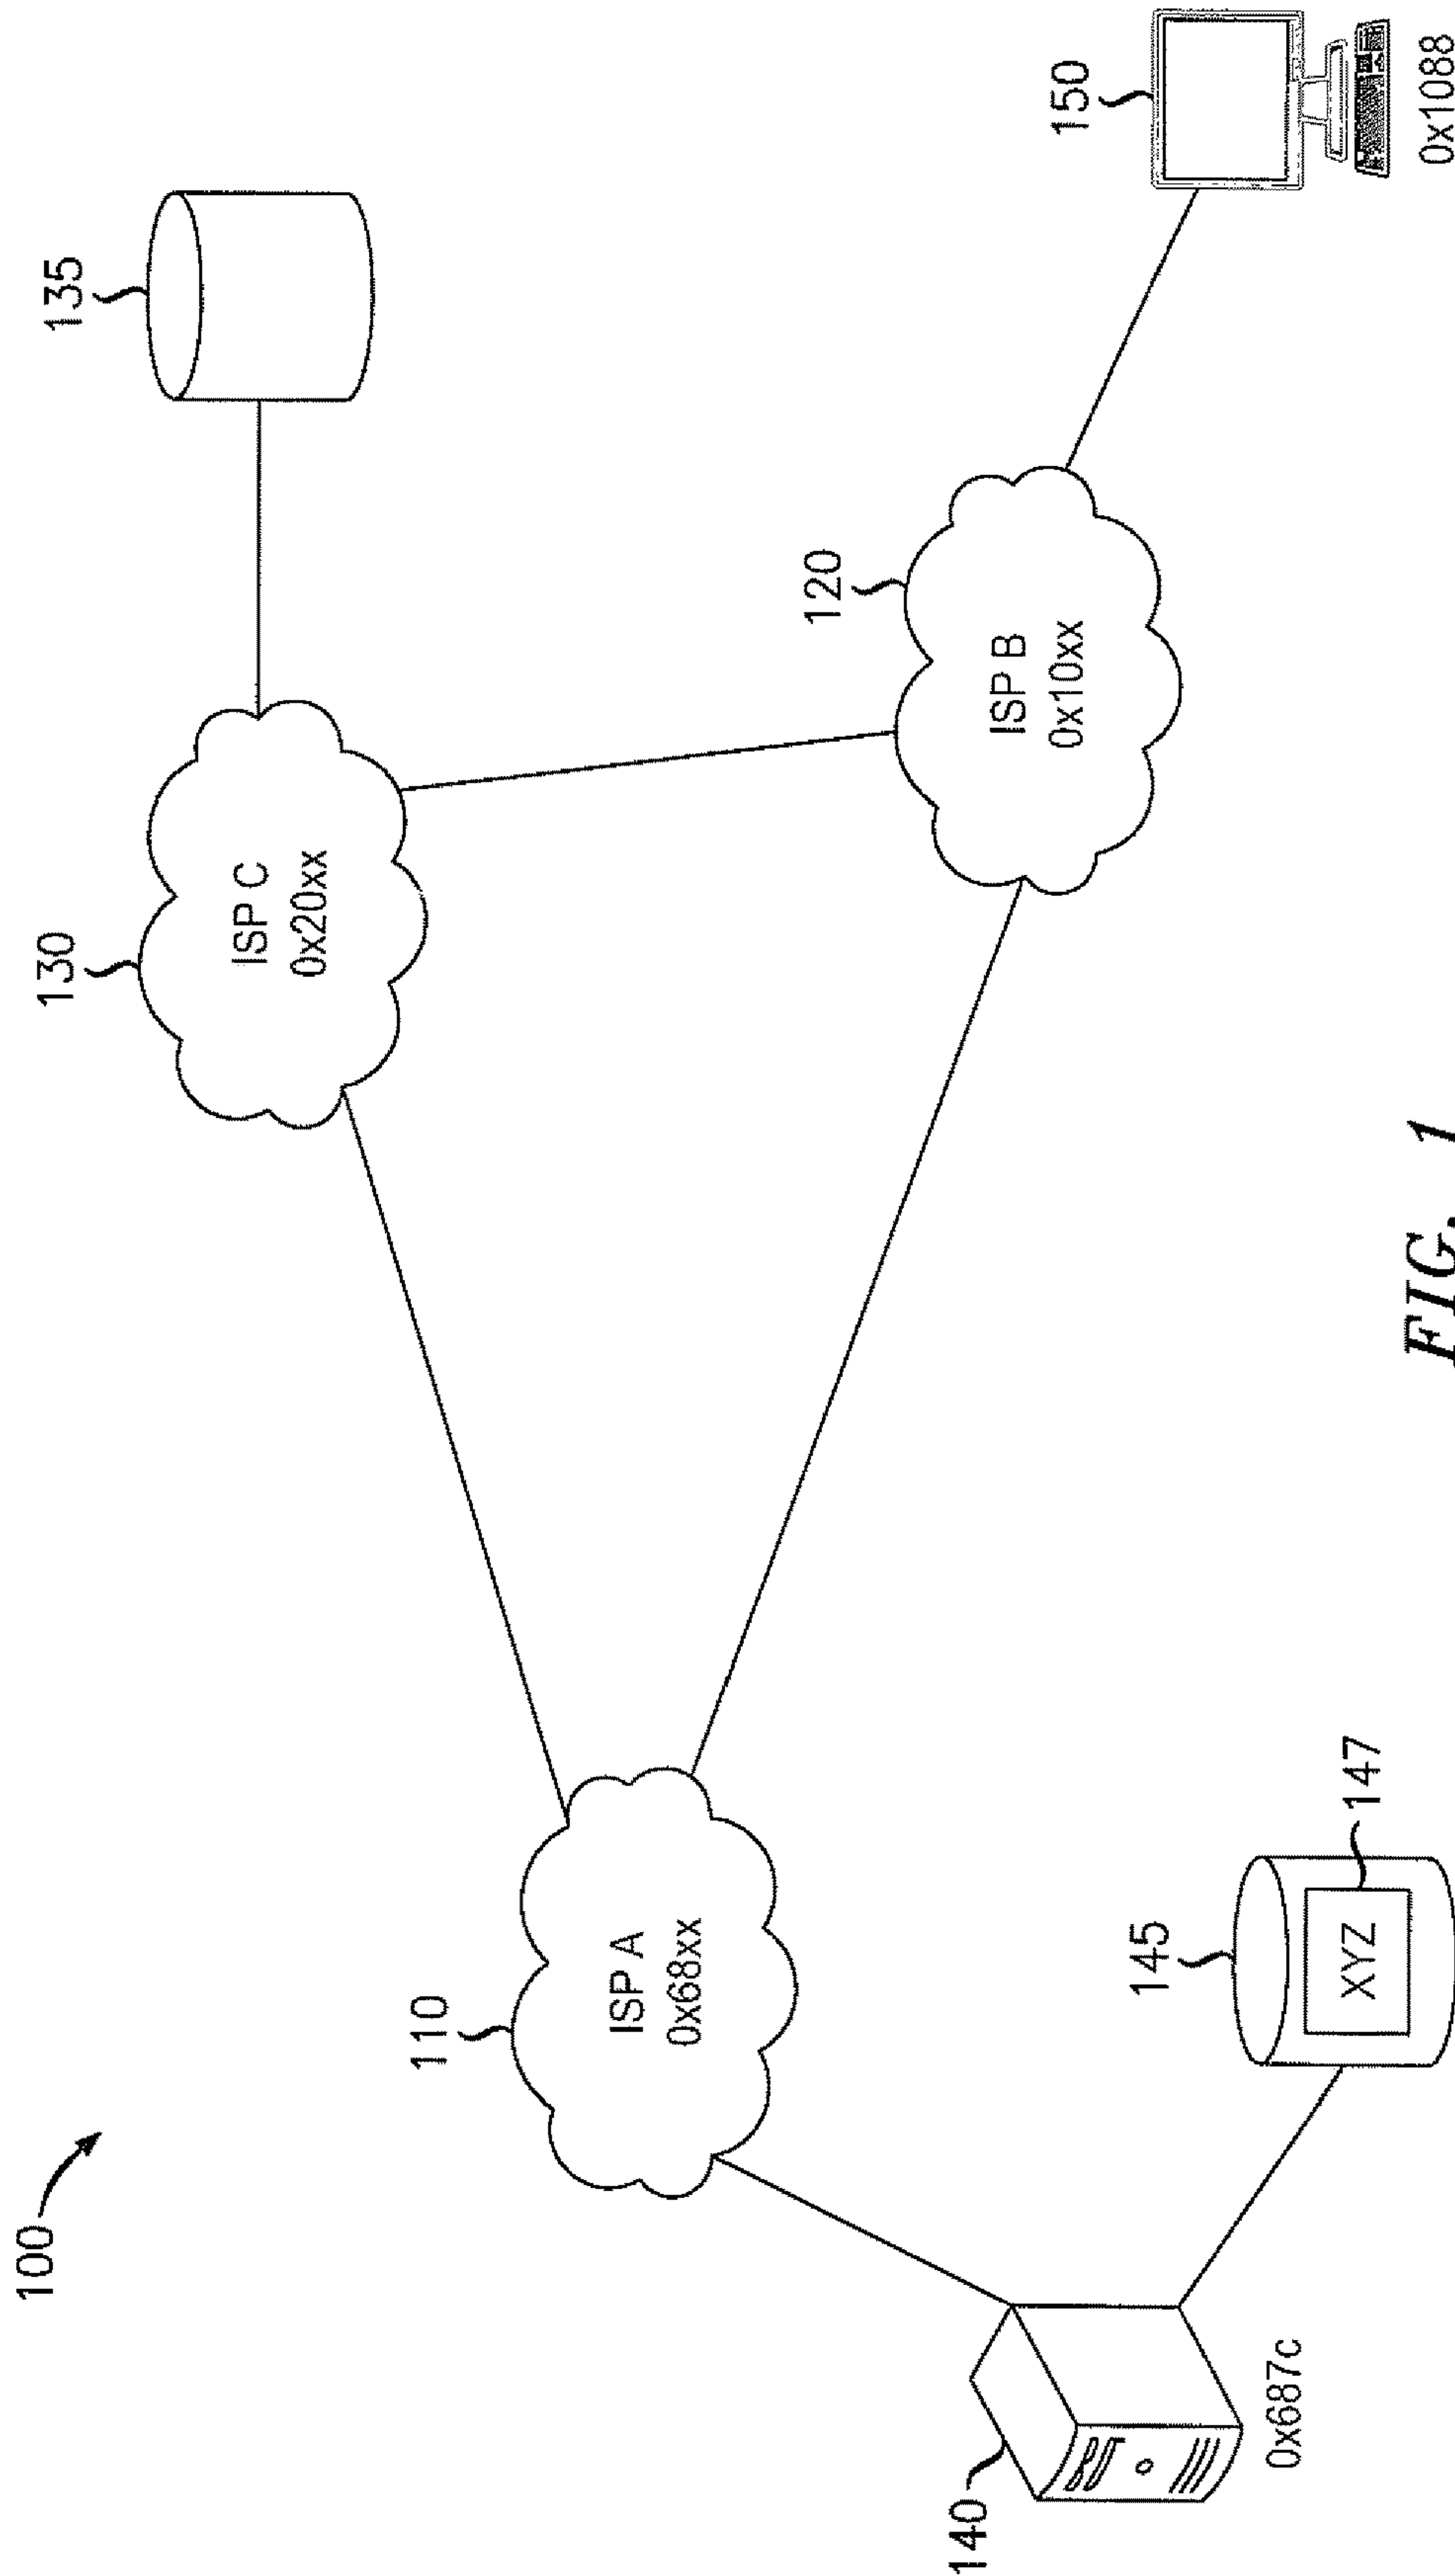 100
130
ISP C
0x20xx
135
110
ISP A
0x68xx
120
ISP B
0x10xx
150
0x1088
140
0x687c
145
XYZ
147
FIG. 1